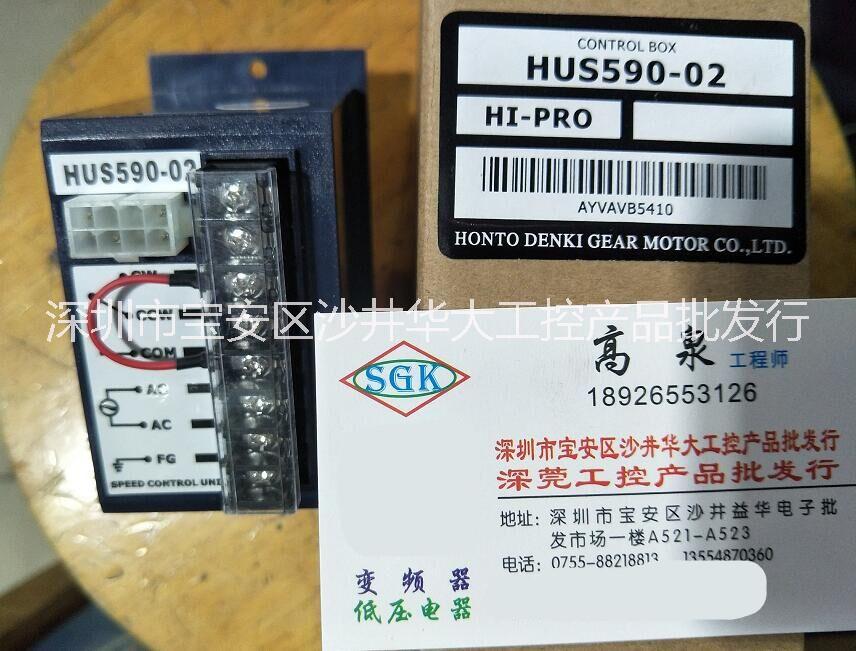 HUS590-02
CW
CCW
COM
AC
AC
FG
SPEED CONTROL UNI
CONTROL BOX
HUS590-02
HI-PRO
AYVAVB5410
HONTO DENKI GEAR MOTOR CO.,LTD.
深圳市宝安区沙井华大工控产品批发行
SGK
高泉 工程师
18926553126
深圳市宝安区沙井华大工控产品批发行
深莞工控产品批发行
地址: 深圳市宝安区沙井益华电子批
发市场一楼A521-A523
电话: 0755-88218813 13554870360
变频器
低压电器